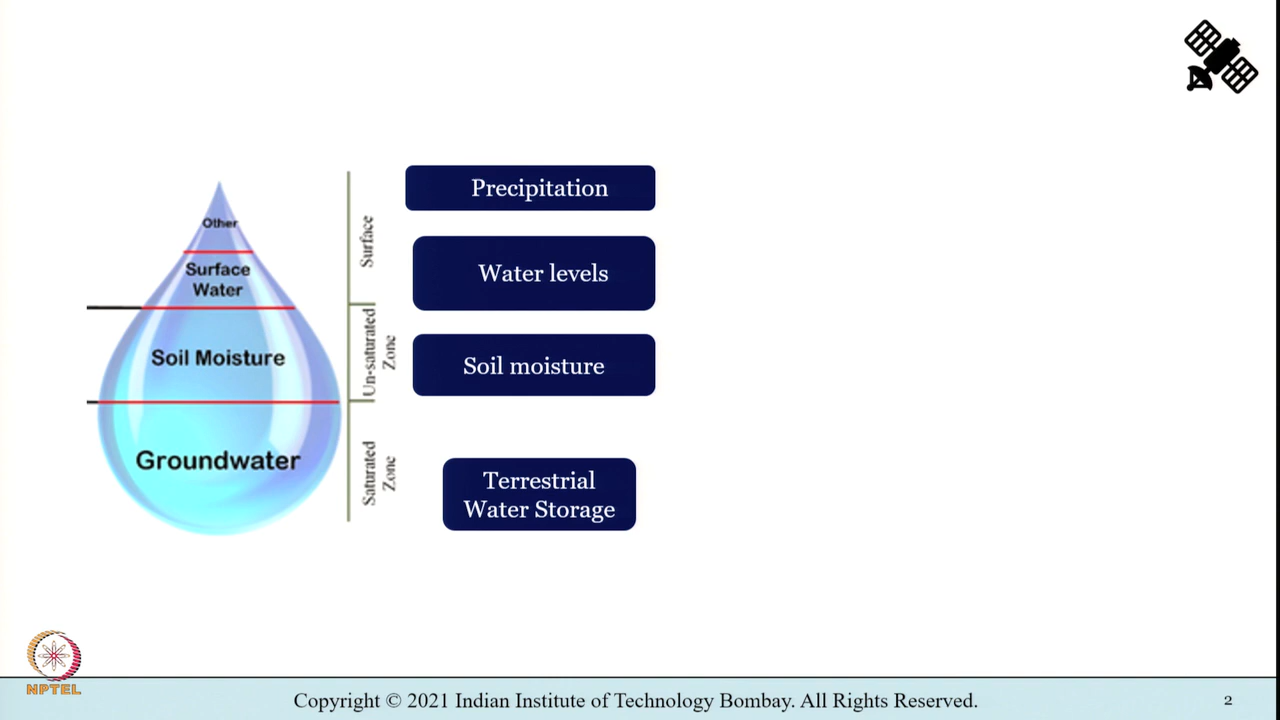 Other
Surface
Water
Soil Moisture
Groundwater
Surface
Un-saturated
Zone
Saturated
Zone
Precipitation
Water levels
Soil moisture
Terrestrial
Water Storage
NPTEL
Copyright © 2021 Indian Institute of Technology Bombay. All Rights Reserved.
2